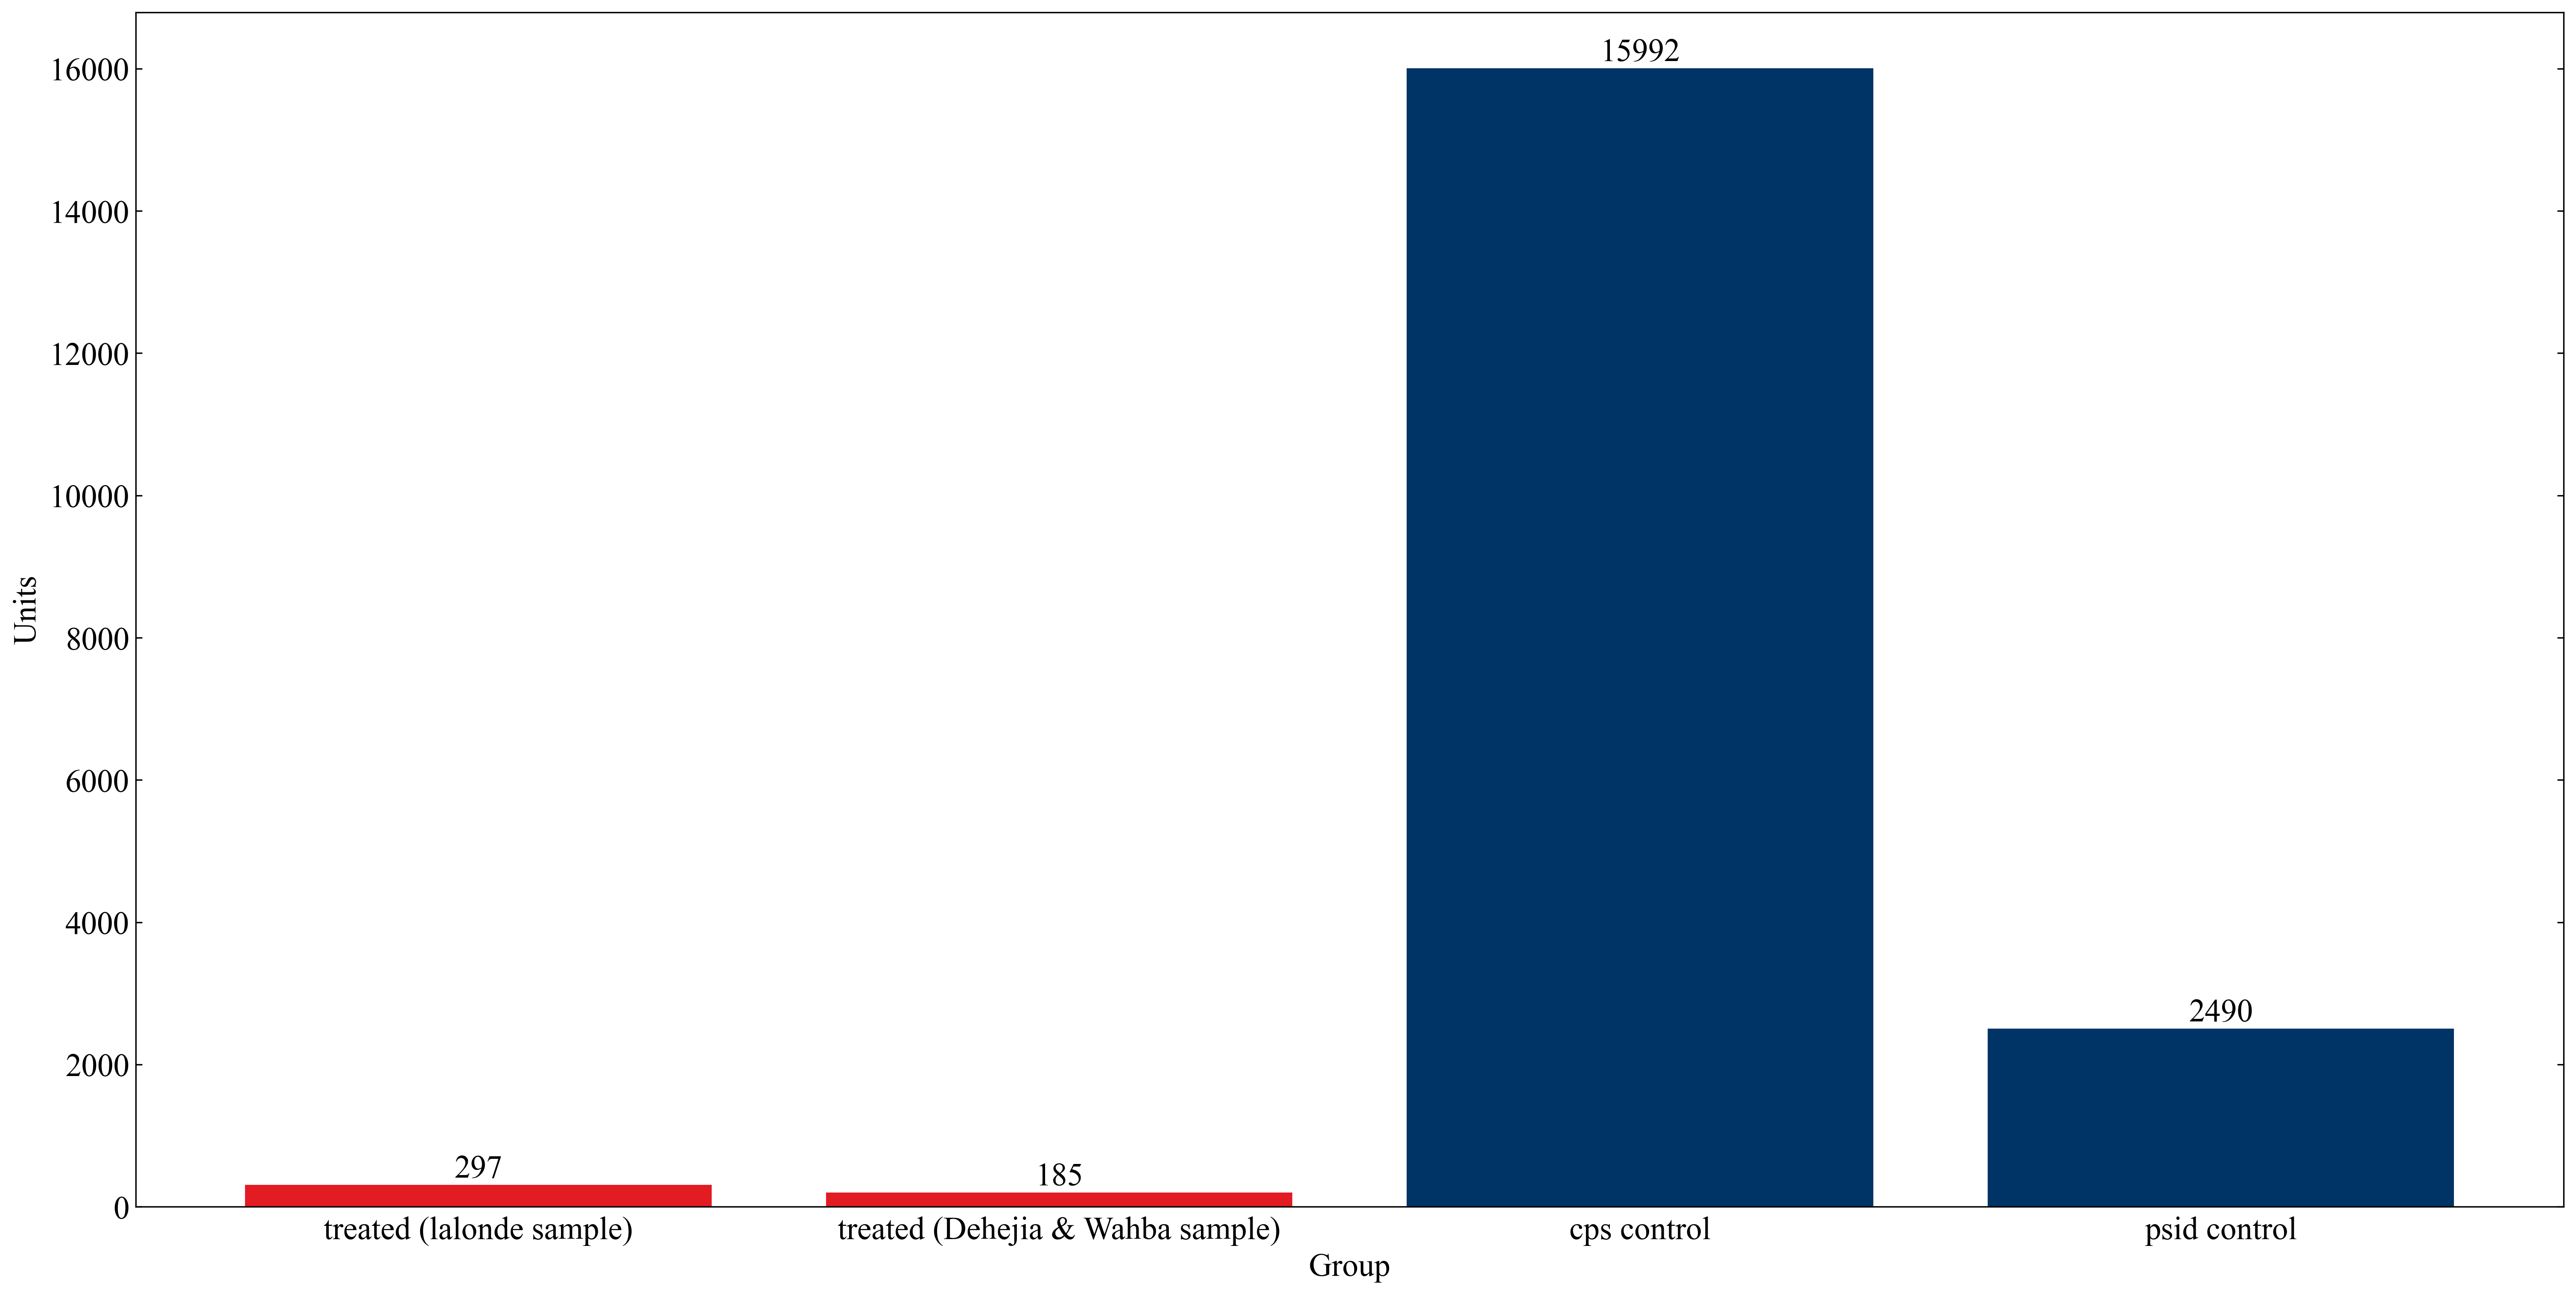 15992
16000
14000
12000
10000
8000
6000
4000
2000
0
Units
2490
297
185
treated (lalonde sample)
treated (Dehejia & Wahba sample)
cps control
psid control
Group